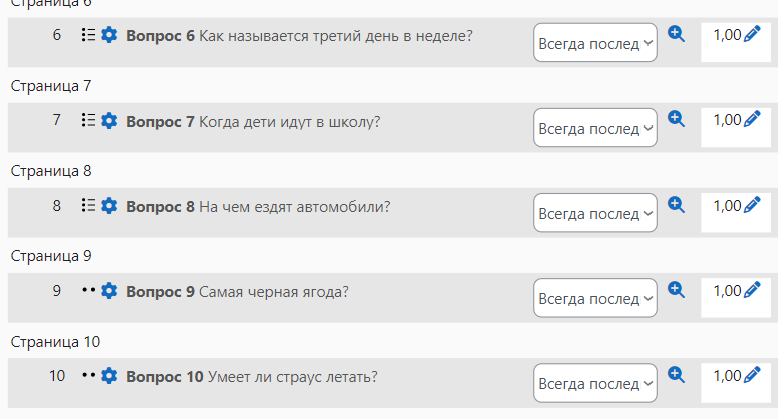 Страница 6
6 Вопрос 6 Как называется третий день в неделе? Всегда послед 1,00
Страница 7
7 Вопрос 7 Когда дети идут в школу? Всегда послед 1,00
Страница 8
8 Вопрос 8 На чем ездят автомобили? Всегда послед 1,00
Страница 9
9 Вопрос 9 Самая черная ягода? Всегда послед 1,00
Страница 10
10 Вопрос 10 Умеет ли страус летать? Всегда послед 1,00